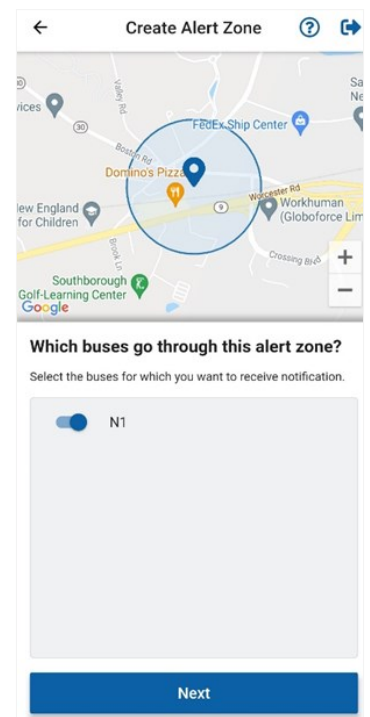 Create Alert Zone
Sa
Ne
vices
Valley Rd
30
FedEx Ship Center
Boston Rd
Domino's Pizza
Worcester Rd
9
Workhuman
(Globoforce Lim
New England
for Children
Brook Ln
Crossing Blvd
Southborough
Golf-Learning Center
Google
+
−
Which buses go through this alert zone?
Select the buses for which you want to receive notification.
N1
Next